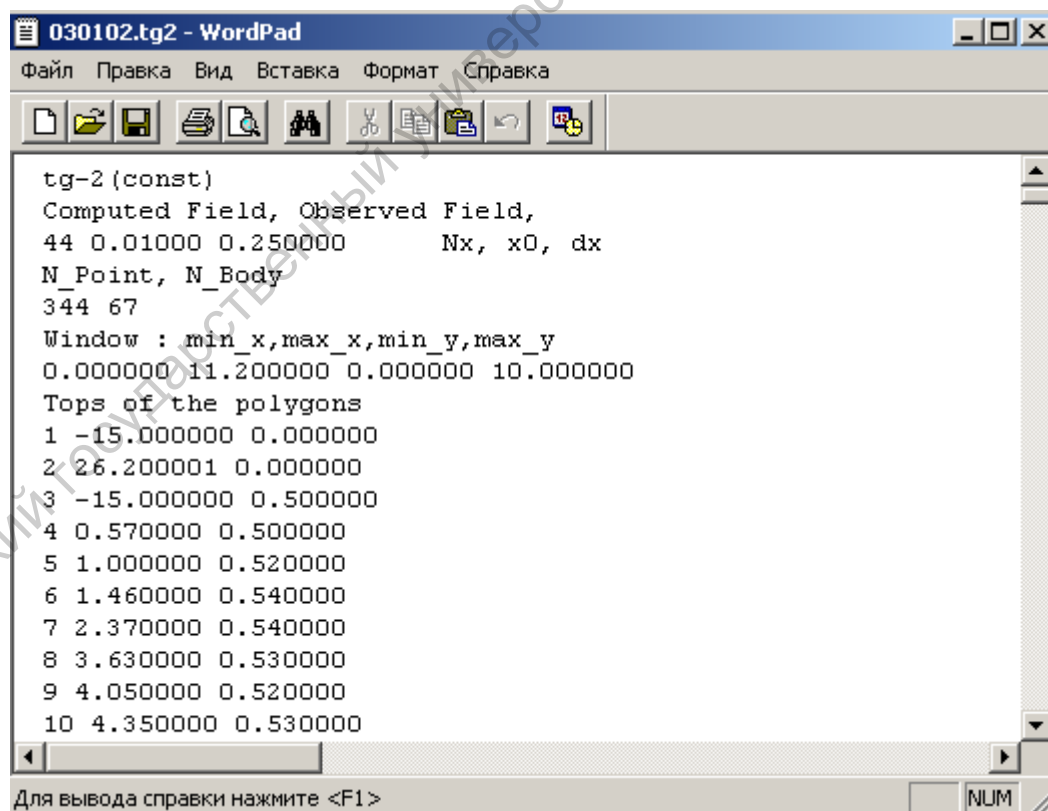 030102.tg2 - WordPad
Файл Правка Вид Вставка Формат Справка
tg-2(const)
Computed Field, Observed Field,
44 0.01000 0.250000 Nx, x0, dx
N_Point, N_Body
344 67
Window : min_x,max_x,min_y,max_y
0.000000 11.200000 0.000000 10.000000
Tops of the polygons
1 -15.000000 0.000000
2 26.200001 0.000000
3 -15.000000 0.500000
4 0.570000 0.500000
5 1.000000 0.520000
6 1.460000 0.540000
7 2.370000 0.540000
8 3.630000 0.530000
9 4.050000 0.520000
10 4.350000 0.530000
Для вывода справки нажмите <F1>
NUM
государственный